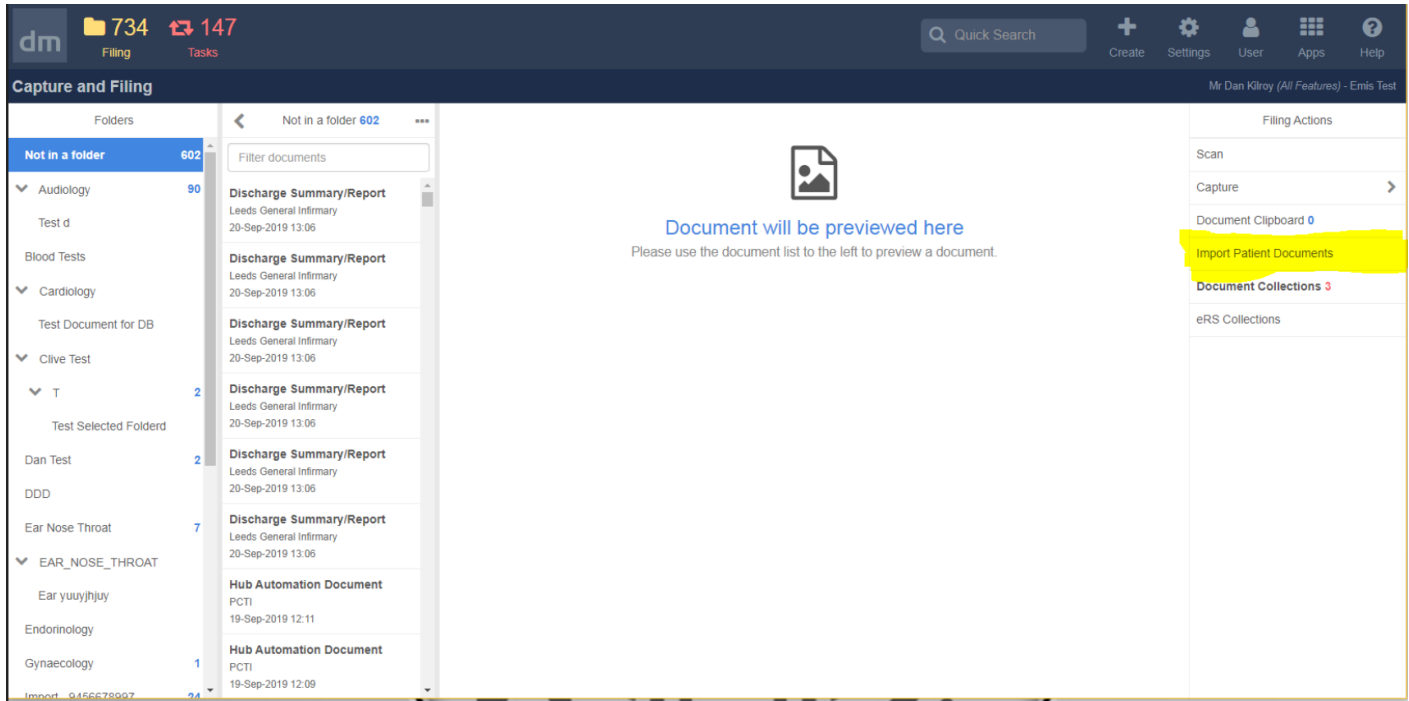 dm
734
Filing
147
Tasks
Quick Search
Create
Settings
User
Apps
Help
Capture and Filing
Mr Dan Kilroy (All Features) - Emis Test
Folders
Not in a folder 602
Audiology 90
Test d
Blood Tests
Cardiology
Test Document for DB
Clive Test
T 2
Test Selected Folderd
Dan Test 2
DDD
Ear Nose Throat 7
EAR_NOSE_THROAT
Ear yuuyjhjuy
Endorinology
Gynaecology 1
Import - 9456678997 24
Not in a folder 602
Filter documents
Discharge Summary/Report
Leeds General Infirmary
20-Sep-2019 13:06
Discharge Summary/Report
Leeds General Infirmary
20-Sep-2019 13:06
Discharge Summary/Report
Leeds General Infirmary
20-Sep-2019 13:06
Discharge Summary/Report
Leeds General Infirmary
20-Sep-2019 13:06
Discharge Summary/Report
Leeds General Infirmary
20-Sep-2019 13:06
Discharge Summary/Report
Leeds General Infirmary
20-Sep-2019 13:06
Hub Automation Document
PCTI
19-Sep-2019 12:11
Hub Automation Document
PCTI
19-Sep-2019 12:09
Document will be previewed here
Please use the document list to the left to preview a document.
Filing Actions
Scan
Capture
Document Clipboard 0
Import Patient Documents
Document Collections 3
eRS Collections